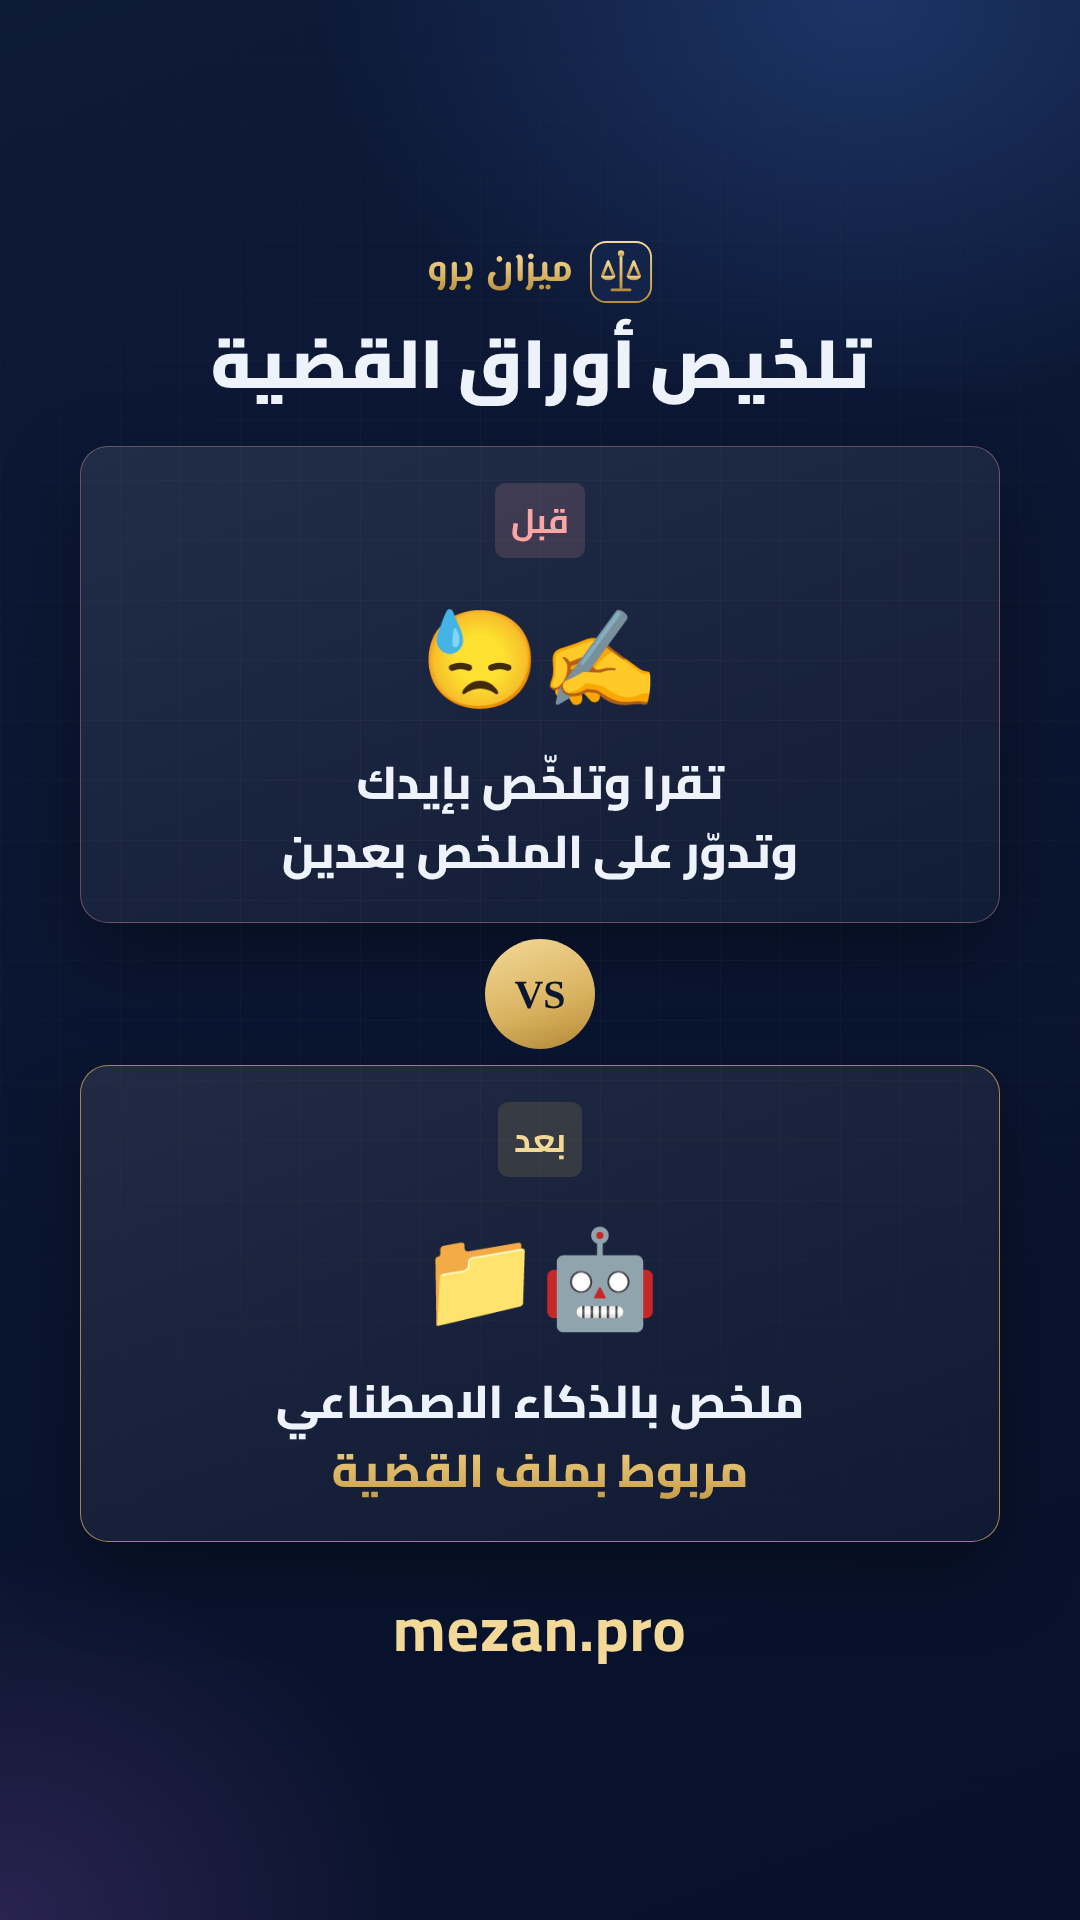 ميزان برو
تلخيص أوراق القضية
قبل
تقرا وتلخّص بإيدك
وتدوّر على الملخص بعدين
VS
بعد
ملخص بالذكاء الاصطناعي
مربوط بملف القضية
mezan.pro